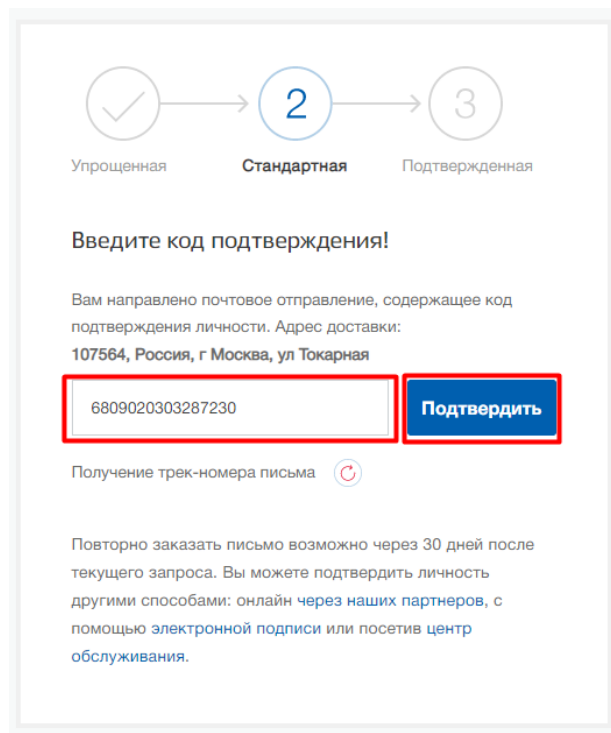 2
3
Упрощенная
Стандартная
Подтвержденная
Введите код подтверждения!
Вам направлено почтовое отправление, содержащее код
подтверждения личности. Адрес доставки:
107564, Россия, г Москва, ул Токарная
6809020303287230
Подтвердить
Получение трек-номера письма
Повторно заказать письмо возможно через 30 дней после
текущего запроса. Вы можете подтвердить личность
другими способами: онлайн через наших партнеров, с
помощью электронной подписи или посетив центр
обслуживания.